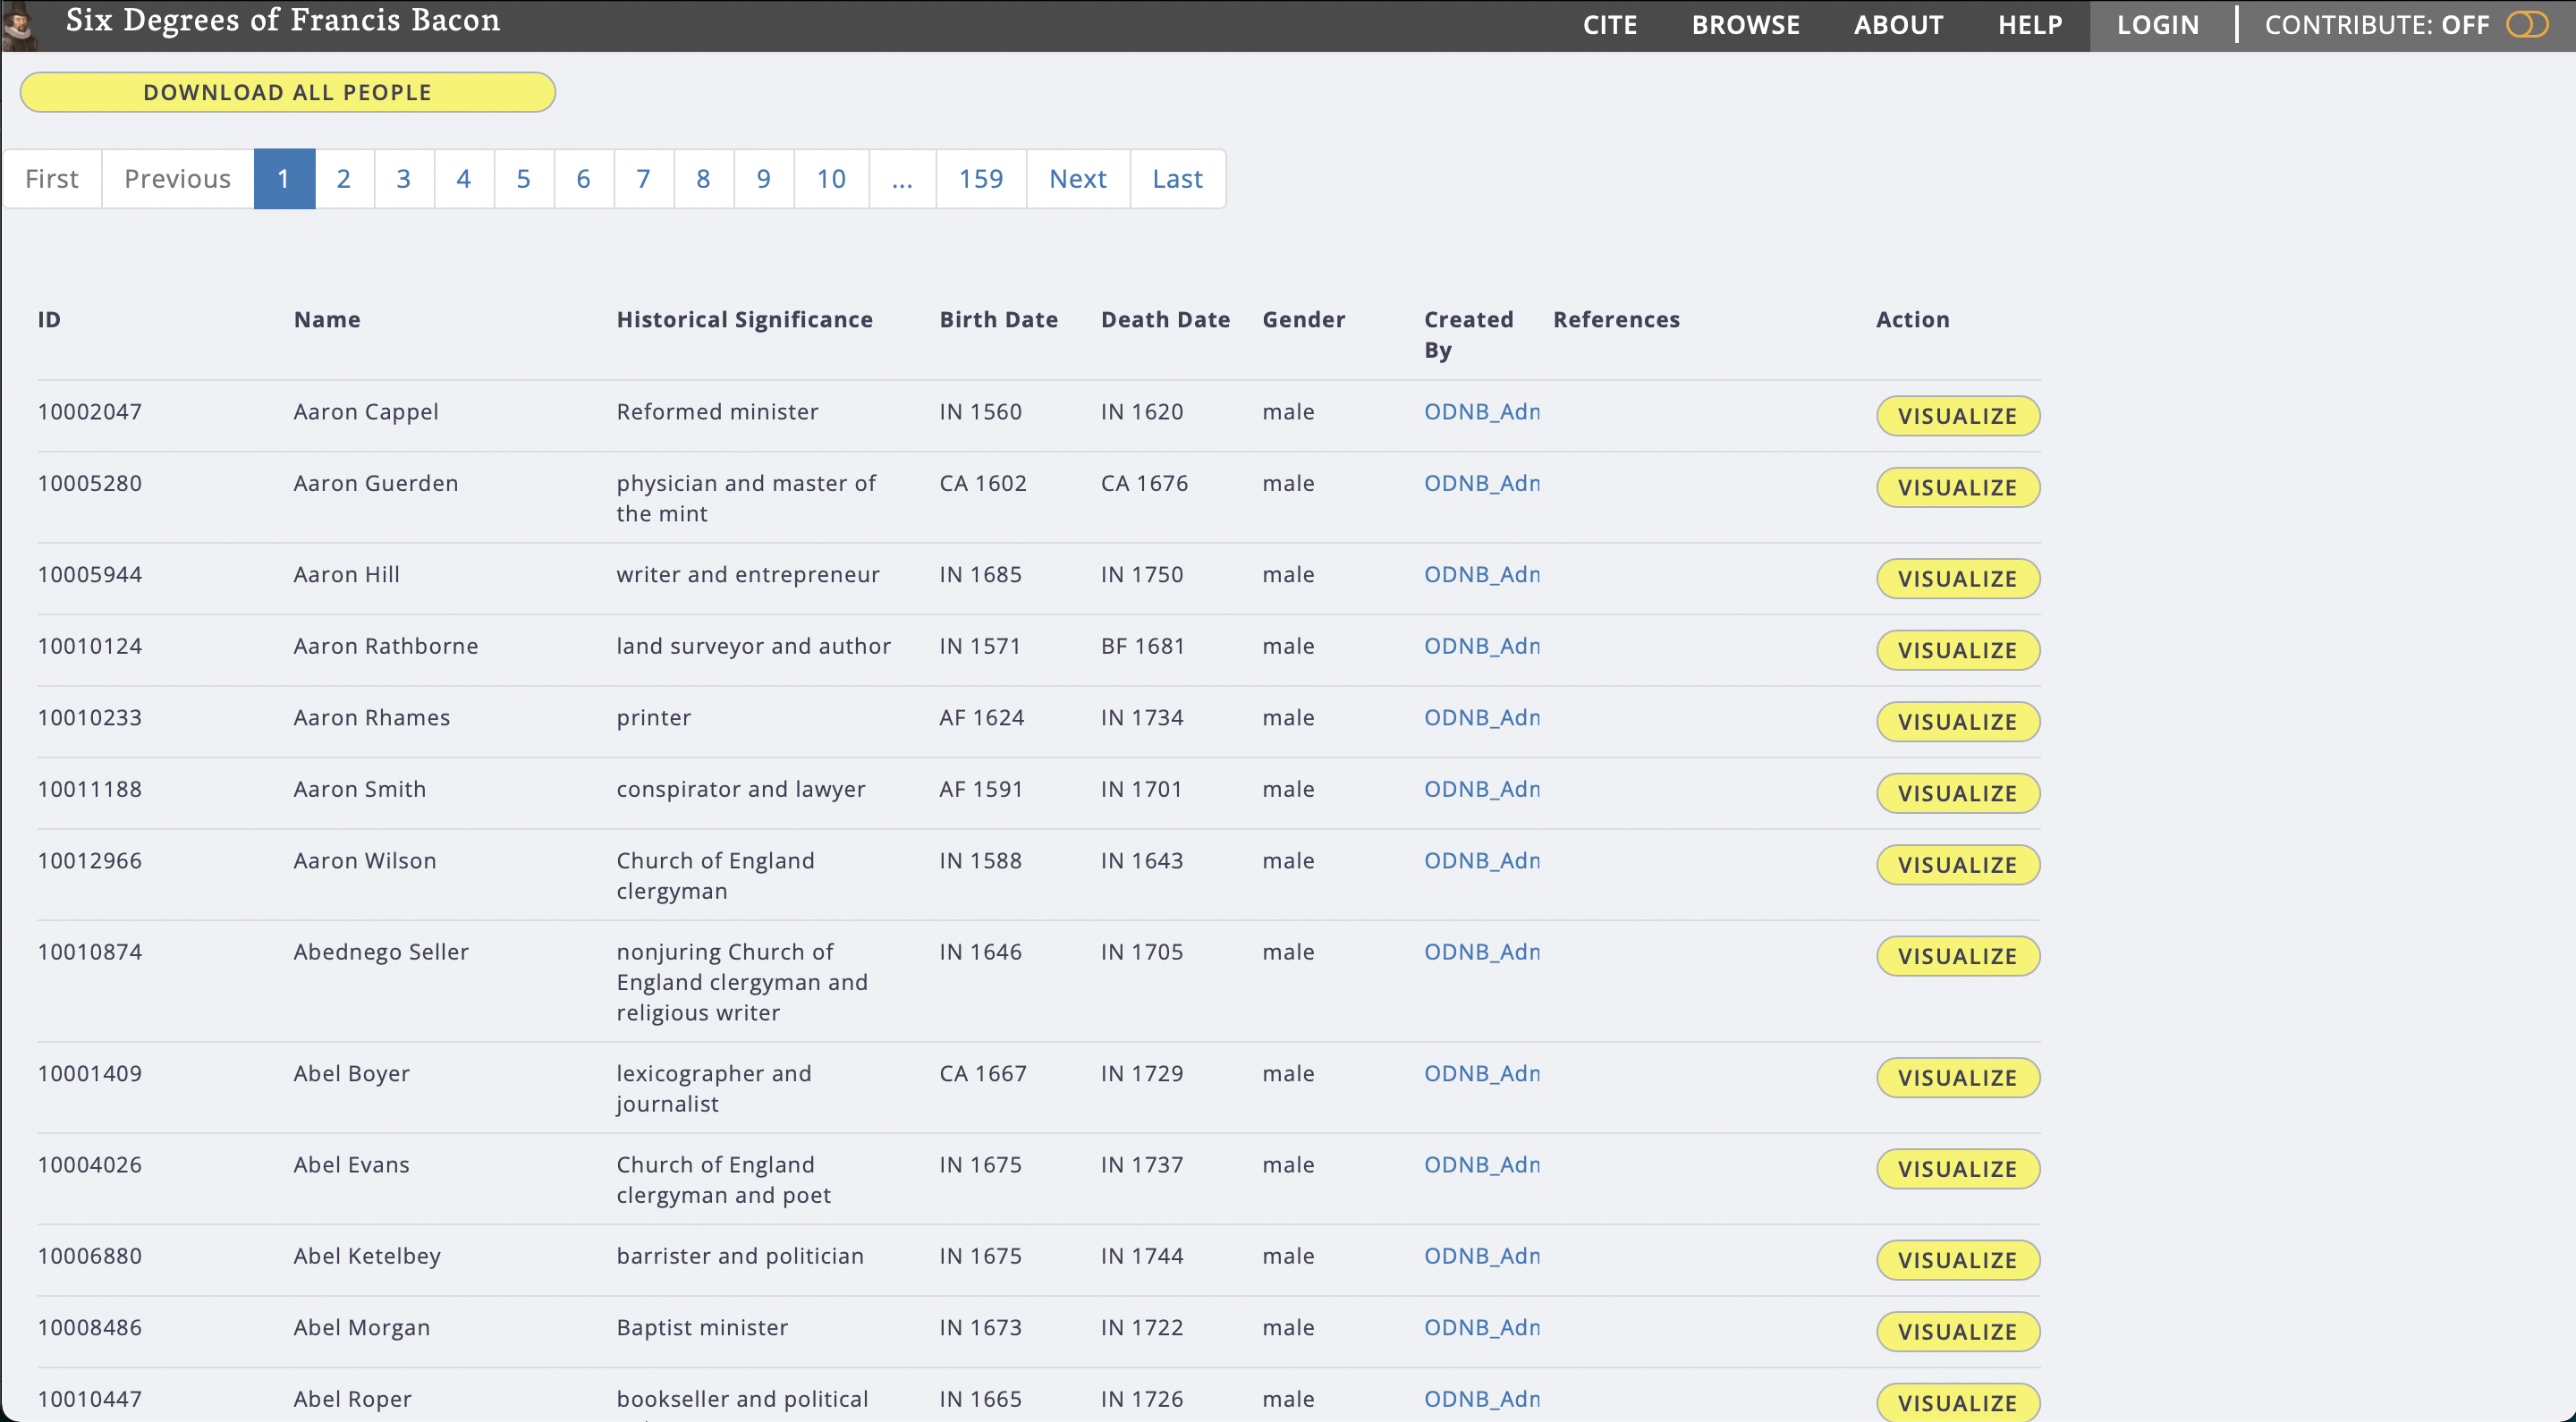 Six Degrees of Francis Bacon CITE BROWSE ABOUT HELP LOGIN CONTRIBUTE: OFF
DOWNLOAD ALL PEOPLE
First Previous 1 2 3 4 5 6 7 8 9 10 ... 159 Next Last
ID Name Historical Significance Birth Date Death Date Gender Created By References Action
10002047 Aaron Cappel Reformed minister IN 1560 IN 1620 male ODNB_Adn VISUALIZE
10005280 Aaron Guerden physician and master of the mint CA 1602 CA 1676 male ODNB_Adn VISUALIZE
10005944 Aaron Hill writer and entrepreneur IN 1685 IN 1750 male ODNB_Adn VISUALIZE
10010124 Aaron Rathborne land surveyor and author IN 1571 BF 1681 male ODNB_Adn VISUALIZE
10010233 Aaron Rhames printer AF 1624 IN 1734 male ODNB_Adn VISUALIZE
10011188 Aaron Smith conspirator and lawyer AF 1591 IN 1701 male ODNB_Adn VISUALIZE
10012966 Aaron Wilson Church of England clergyman IN 1588 IN 1643 male ODNB_Adn VISUALIZE
10010874 Abednego Seller nonjuring Church of England clergyman and religious writer IN 1646 IN 1705 male ODNB_Adn VISUALIZE
10001409 Abel Boyer lexicographer and journalist CA 1667 IN 1729 male ODNB_Adn VISUALIZE
10004026 Abel Evans Church of England clergyman and poet IN 1675 IN 1737 male ODNB_Adn VISUALIZE
10006880 Abel Ketelbey barrister and politician IN 1675 IN 1744 male ODNB_Adn VISUALIZE
10008486 Abel Morgan Baptist minister IN 1673 IN 1722 male ODNB_Adn VISUALIZE
10010447 Abel Roper bookseller and political IN 1665 IN 1726 male ODNB_Adn VISUALIZE